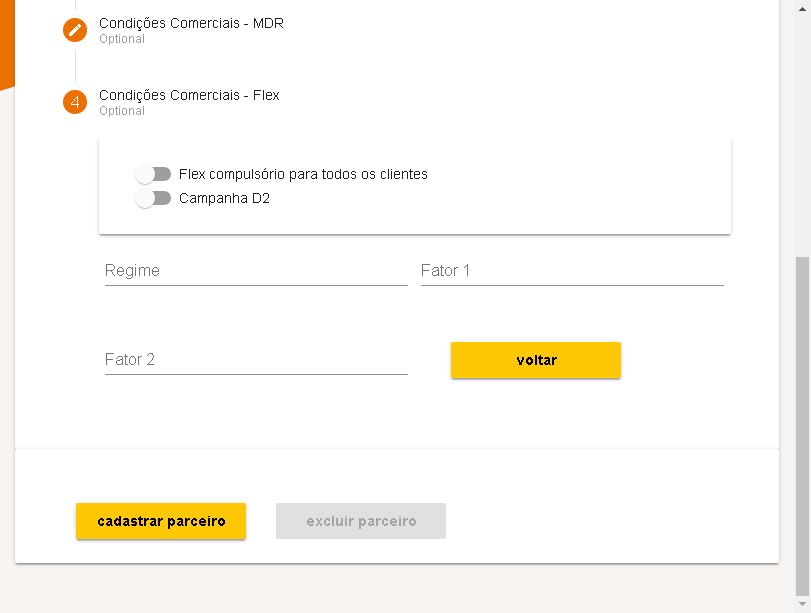 Condições Comerciais - MDR
Optional
4
Condições Comerciais - Flex
Optional
Flex compulsório para todos os clientes
Campanha D2
Regime
Fator 1
Fator 2
voltar
cadastrar parceiro
excluir parceiro